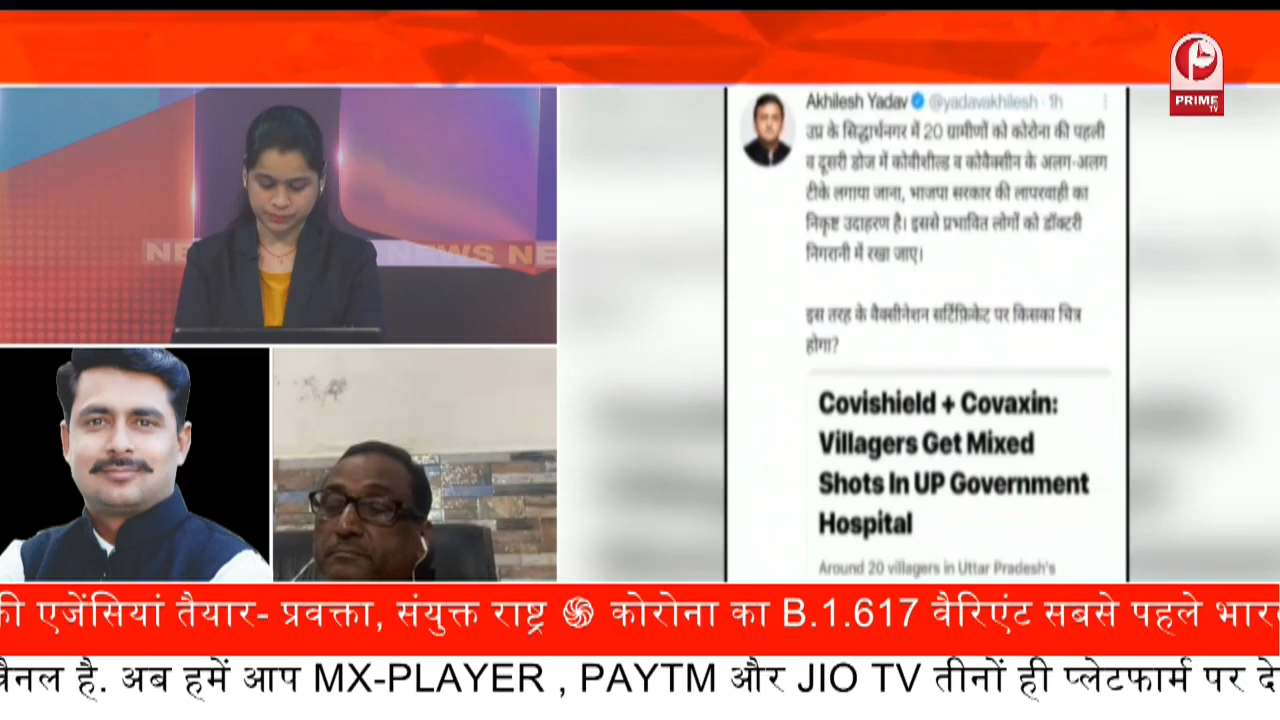 PRIME
TV
NEWS NE
Akhilesh Yadav @yadavakhilesh · 1h
उप्र के सिद्धार्थनगर में 20 ग्रामीणों को कोरोना की पहली
व दूसरी डोज में कोवीशील्ड व कोवैक्सीन के अलग-अलग
टीके लगाया जाना, भाजपा सरकार की लापरवाही का
निकृष्ट उदाहरण है। इससे प्रभावित लोगों को डॉक्टरी
निगरानी में रखा जाए।
इस तरह के वैक्सीनेशन सर्टिफ़िकेट पर किसका चित्र
होगा?
Covishield + Covaxin:
Villagers Get Mixed
Shots In UP Government
Hospital
Around 20 villagers in Uttar Pradesh's
की एजेंसियां तैयार- प्रवक्ता, संयुक्त राष्ट्र कोरोना का B.1.617 वैरिएंट सबसे पहले भार
चैनल है. अब हमें आप MX-PLAYER , PAYTM और JIO TV तीनों ही प्लेटफार्म पर दे